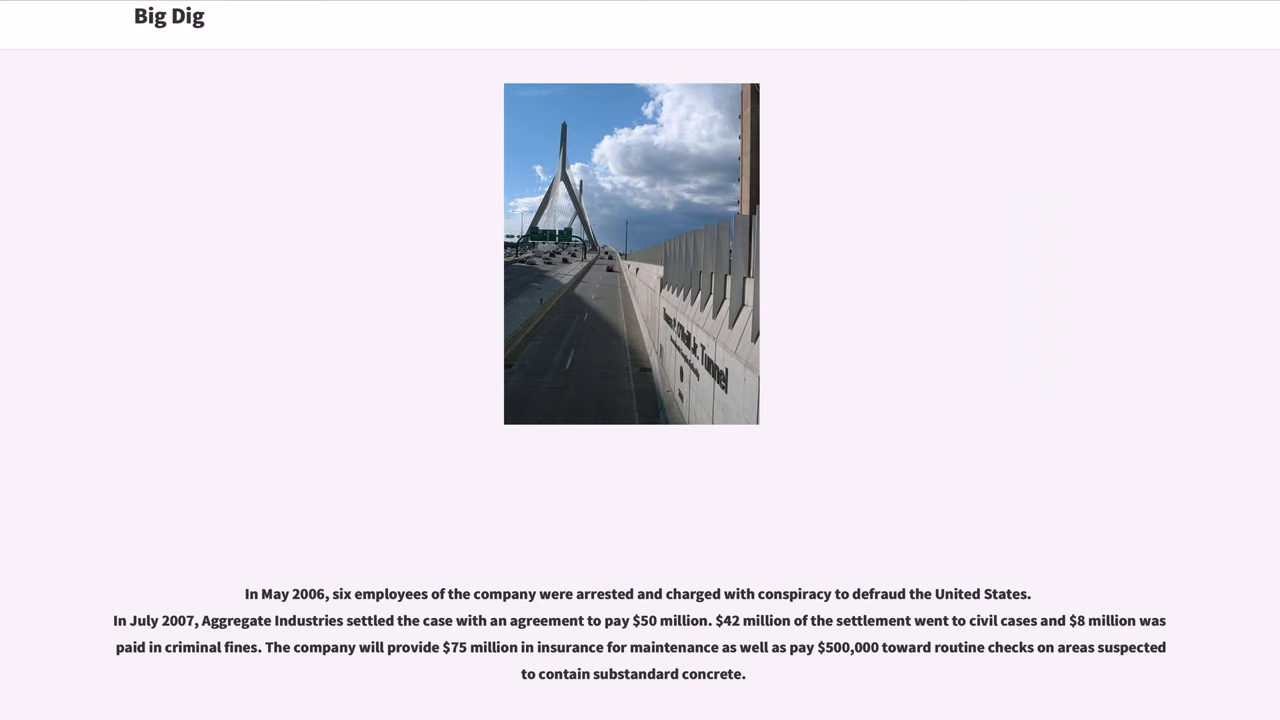 Big Dig
Thomas P. O'Neill Jr. Tunnel
In May 2006, six employees of the company were arrested and charged with conspiracy to defraud the United States.
In July 2007, Aggregate Industries settled the case with an agreement to pay $50 million. $42 million of the settlement went to civil cases and $8 million was
paid in criminal fines. The company will provide $75 million in insurance for maintenance as well as pay $500,000 toward routine checks on areas suspected
to contain substandard concrete.